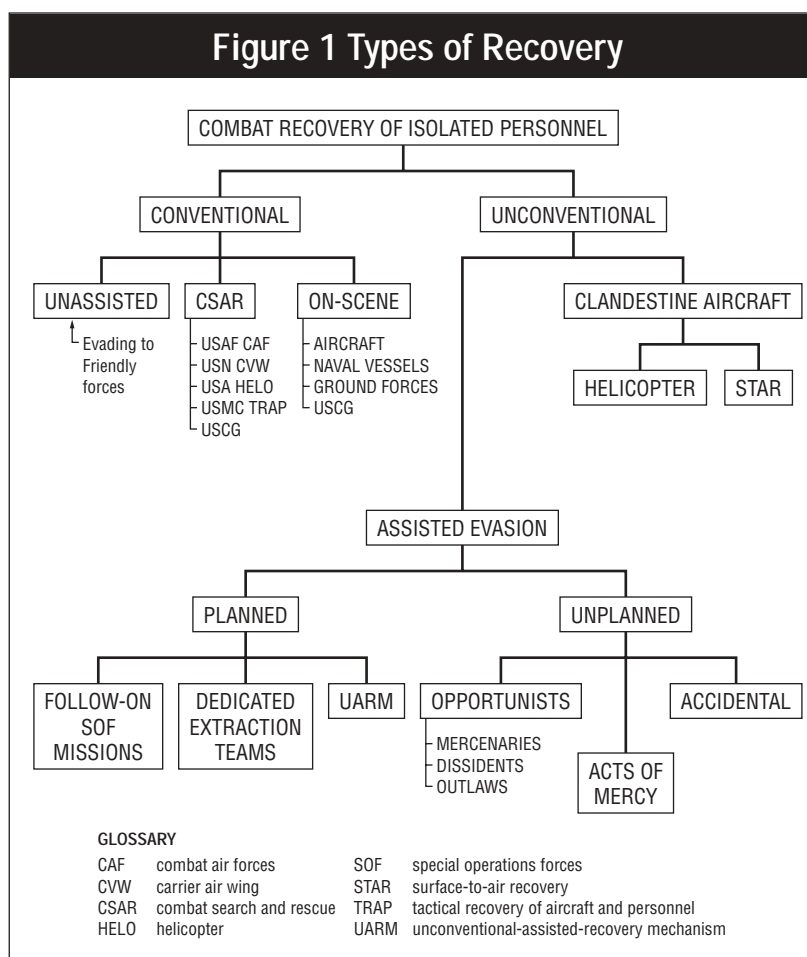 Figure 1 Types of Recovery
COMBAT RECOVERY OF ISOLATED PERSONNEL
CONVENTIONAL
UNCONVENTIONAL
UNASSISTED
Evading to
Friendly
forces
CSAR
USAF CAF
USN CVW
USA HELO
USMC TRAP
USCG
ON-SCENE
AIRCRAFT
NAVAL VESSELS
GROUND FORCES
USCG
CLANDESTINE AIRCRAFT
HELICOPTER
STAR
ASSISTED EVASION
PLANNED
UNPLANNED
FOLLOW-ON
SOF
MISSIONS
DEDICATED
EXTRACTION
TEAMS
UARM
OPPORTUNISTS
MERCENARIES
DISSIDENTS
OUTLAWS
ACTS OF
MERCY
ACCIDENTAL
GLOSSARY
CAF combat air forces
CVW carrier air wing
CSAR combat search and rescue
HELO helicopter
SOF special operations forces
STAR surface-to-air recovery
TRAP tactical recovery of aircraft and personnel
UARM unconventional-assisted-recovery mechanism